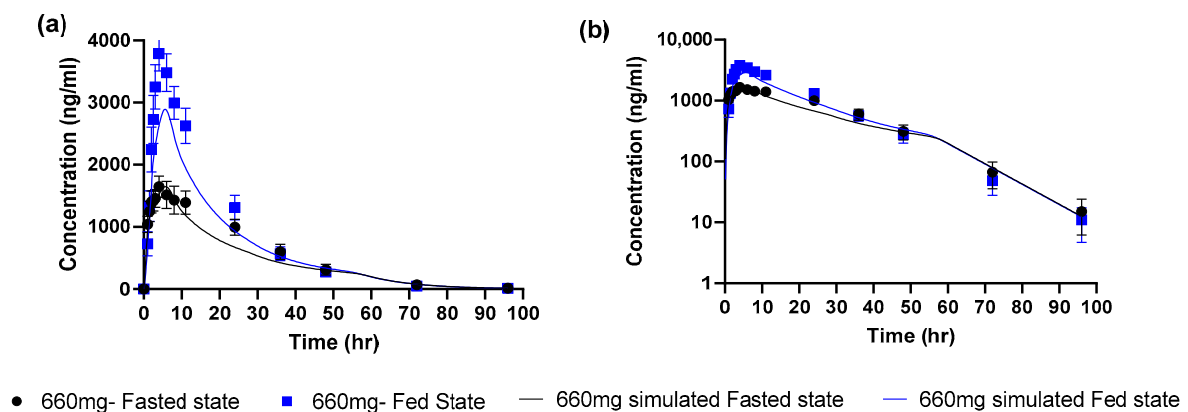 (a)
4000
3000
2000
1000
0
Concentration (ng/ml)
0 10 20 30 40 50 60 70 80 90 100
Time (hr)
(b)
10,000
1000
100
10
1
Concentration (ng/ml)
0 10 20 30 40 50 60 70 80 90 100
Time (hr)
660mg- Fasted state 660mg- Fed State 660mg simulated Fasted state 660mg simulated Fed state